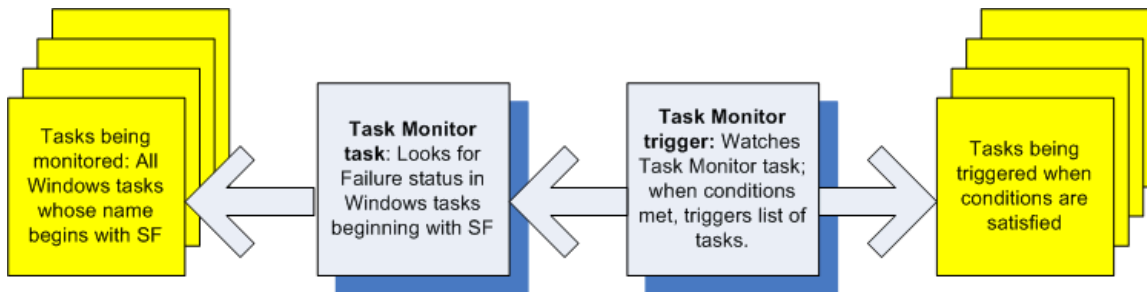 Tasks being
monitored: All
Windows tasks
whose name
begins with SF
Task Monitor
task: Looks for
Failure status in
Windows tasks
beginning with SF
Task Monitor
trigger: Watches
Task Monitor task;
when conditions
met, triggers list of
tasks.
Tasks being
triggered when
conditions are
satisfied